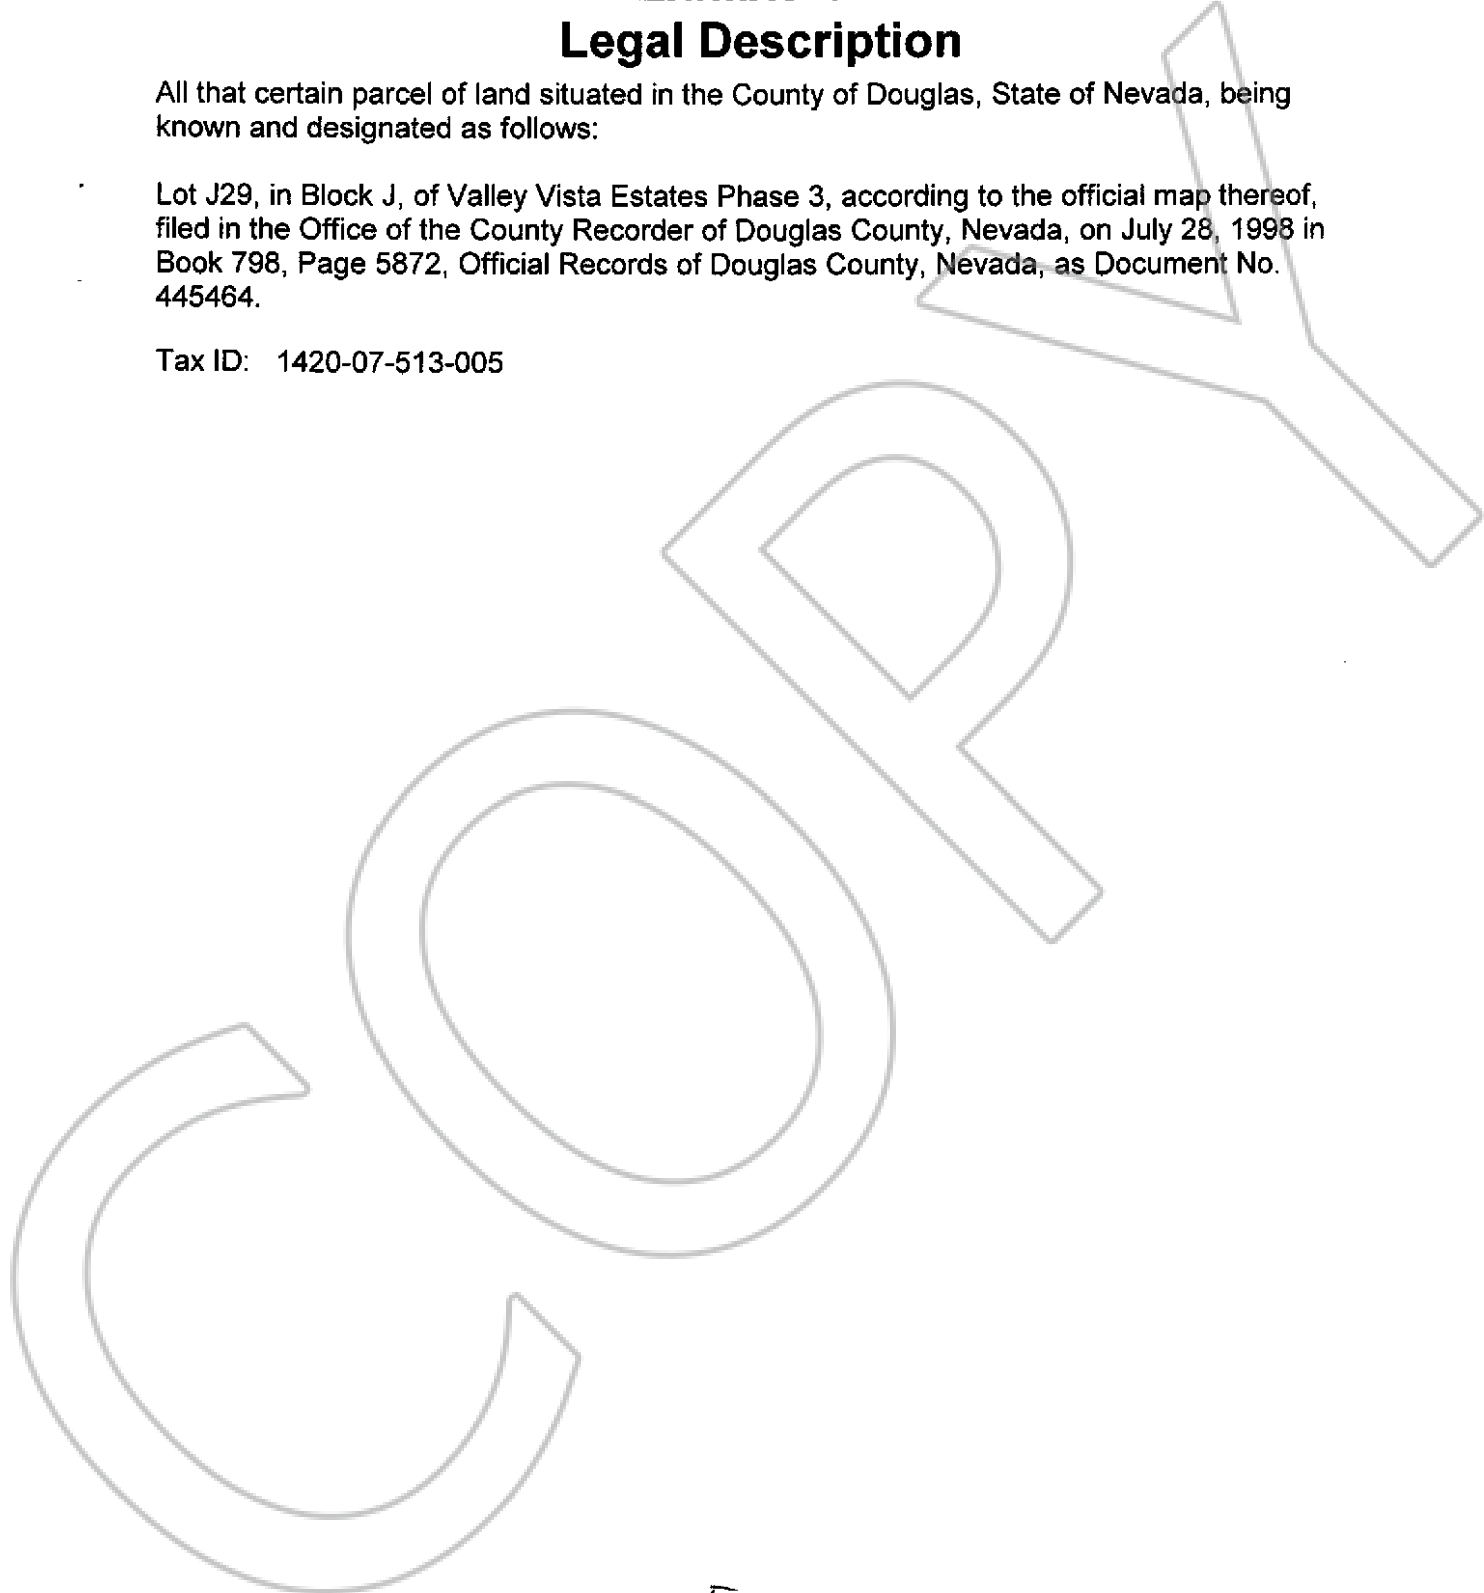 Legal Description
All that certain parcel of land situated in the County of Douglas, State of Nevada, being
known and designated as follows:
Lot J29, in Block J, of Valley Vista Estates Phase 3, according to the official map thereof,
filed in the Office of the County Recorder of Douglas County, Nevada, on July 28, 1998 in
Book 798, Page 5872, Official Records of Douglas County, Nevada, as Document No.
445464.
Tax ID: 1420-07-513-005
COPY